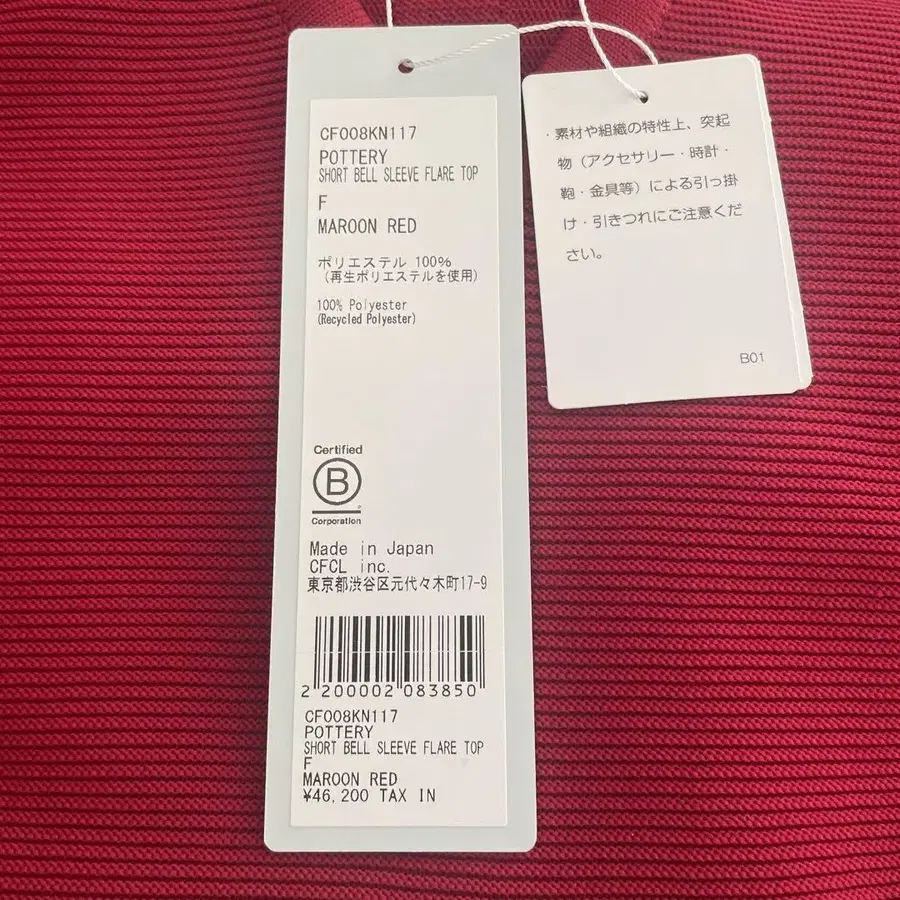 CF008KN117
POTTERY
SHORT BELL SLEEVE FLARE TOP
F
MAROON RED
ポリエステル 100%
（再生ポリエステルを使用）
100% Polyester
(Recycled Polyester)
Certified
B
Corporation
Made in Japan
CFCL inc.
東京都渋谷区元代々木町17-9
2 200002 083850
CF008KN117
POTTERY
SHORT BELL SLEEVE FLARE TOP
F
MAROON RED
¥46,200 TAX IN
・素材や組織の特性上、突起
物（アクセサリー・時計・
鞄・金具等）による引っ掛
け・引きつれにご注意くだ
さい。
B01